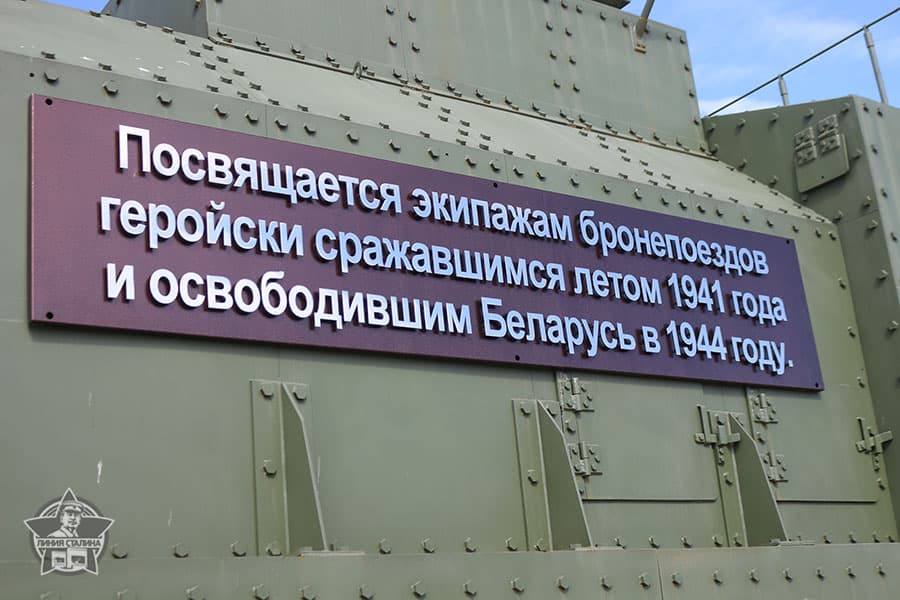 Посвящается экипажам бронепоездов
геройски сражавшимся летом 1941 года
и освободившим Беларусь в 1944 году.
ЛИНИЯ СТАЛИНА